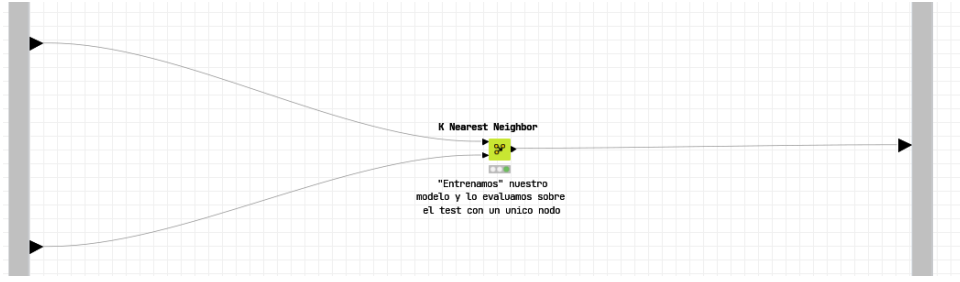 K Nearest Neighbor
"Entrenamos" nuestro
modelo y lo evaluamos sobre
el test con un unico nodo